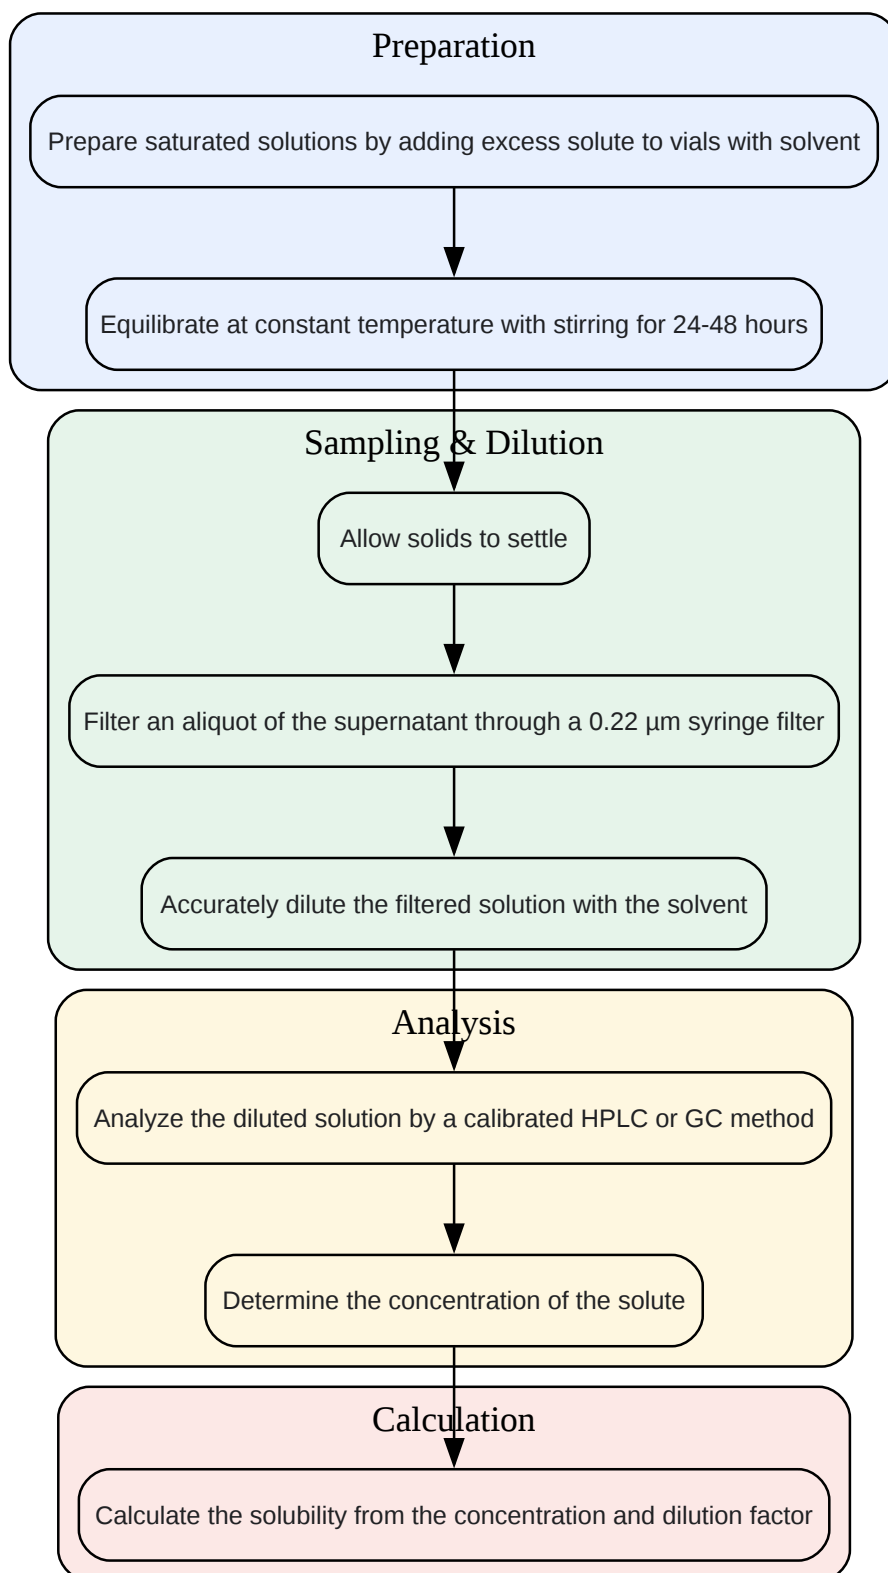 Preparation
Prepare saturated solutions by adding excess solute to vials with solvent
Equilibrate at constant temperature with stirring for 24-48 hours
Sampling & Dilution
Allow solids to settle
Filter an aliquot of the supernatant through a 0.22 µm syringe filter
Accurately dilute the filtered solution with the solvent
Analysis
Analyze the diluted solution by a calibrated HPLC or GC method
Determine the concentration of the solute
Calculation
Calculate the solubility from the concentration and dilution factor